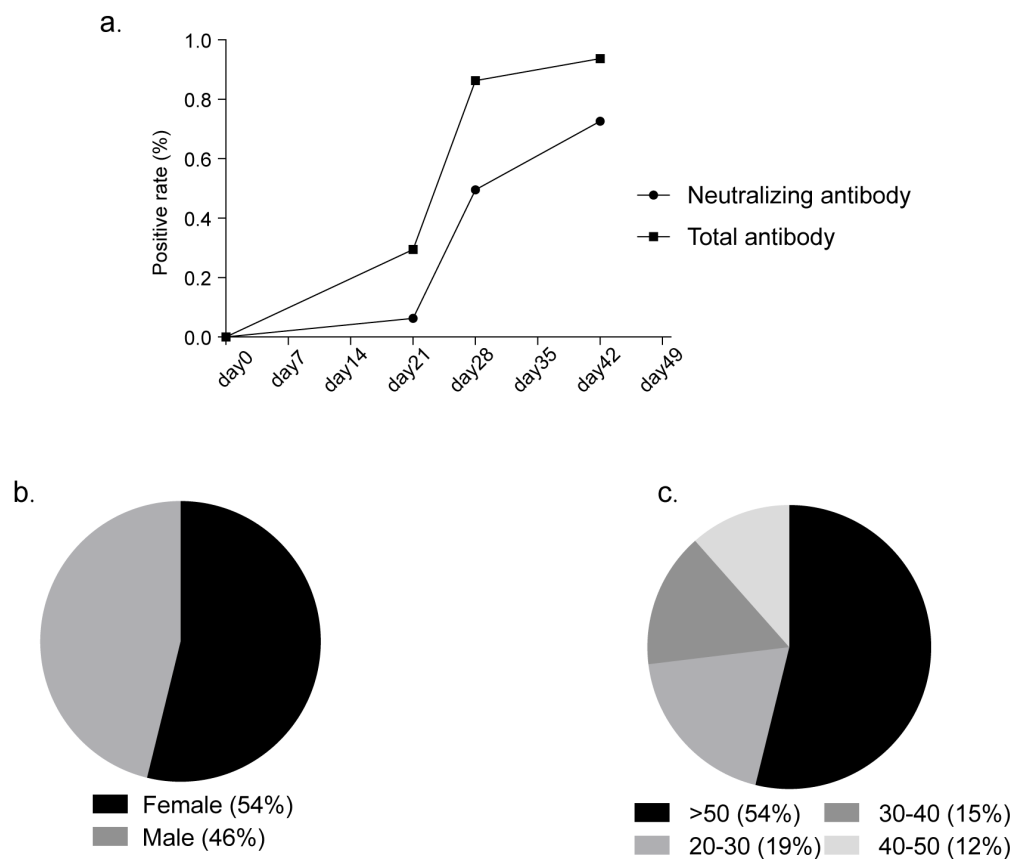 a.
Positive rate (%)
1.0
0.8
0.6
0.4
0.2
0.0
day0 day7 day14 day21 day28 day35 day42 day49
Neutralizing antibody
Total antibody
b.
Female (54%)
Male (46%)
c.
>50 (54%) 30-40 (15%)
20-30 (19%) 40-50 (12%)